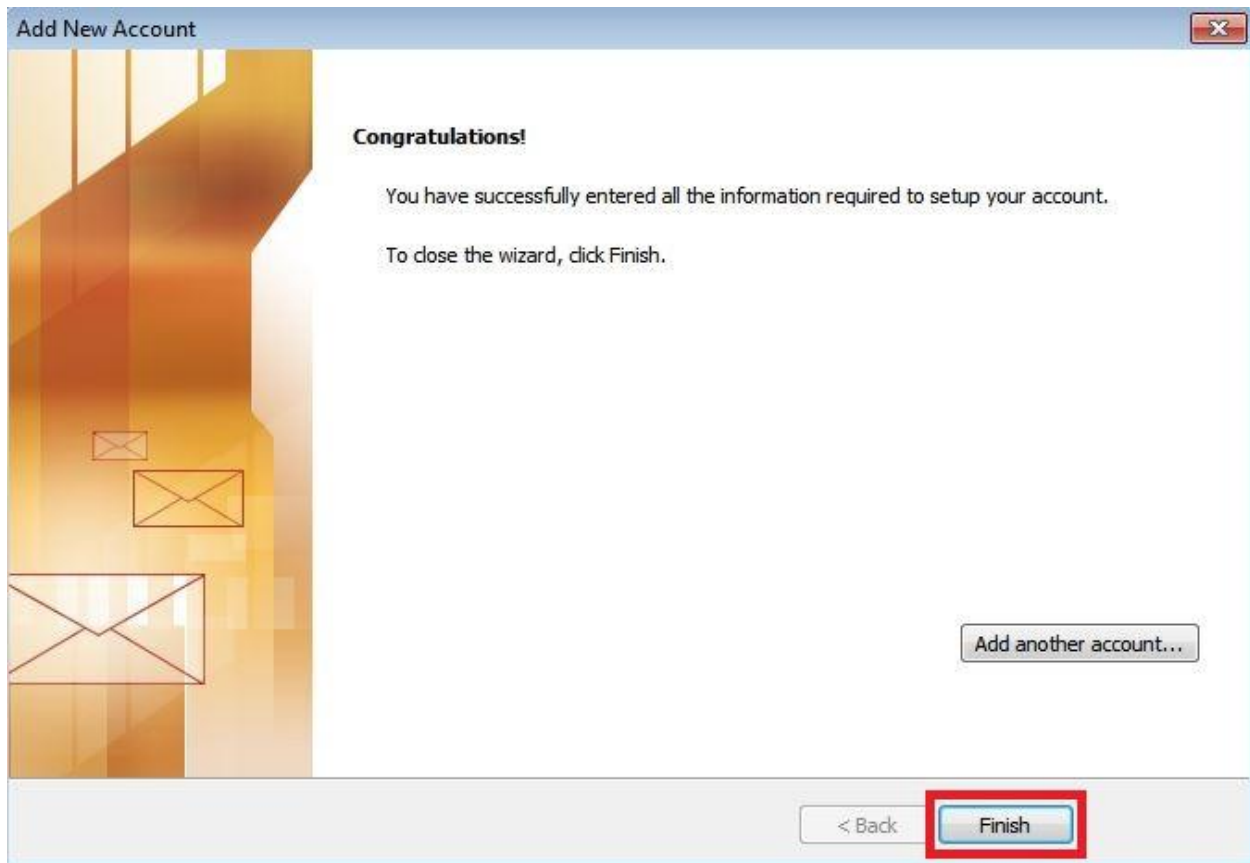 Add New Account
Congratulations!
You have successfully entered all the information required to setup your account.
To close the wizard, click Finish.
Add another account...
< Back
Finish